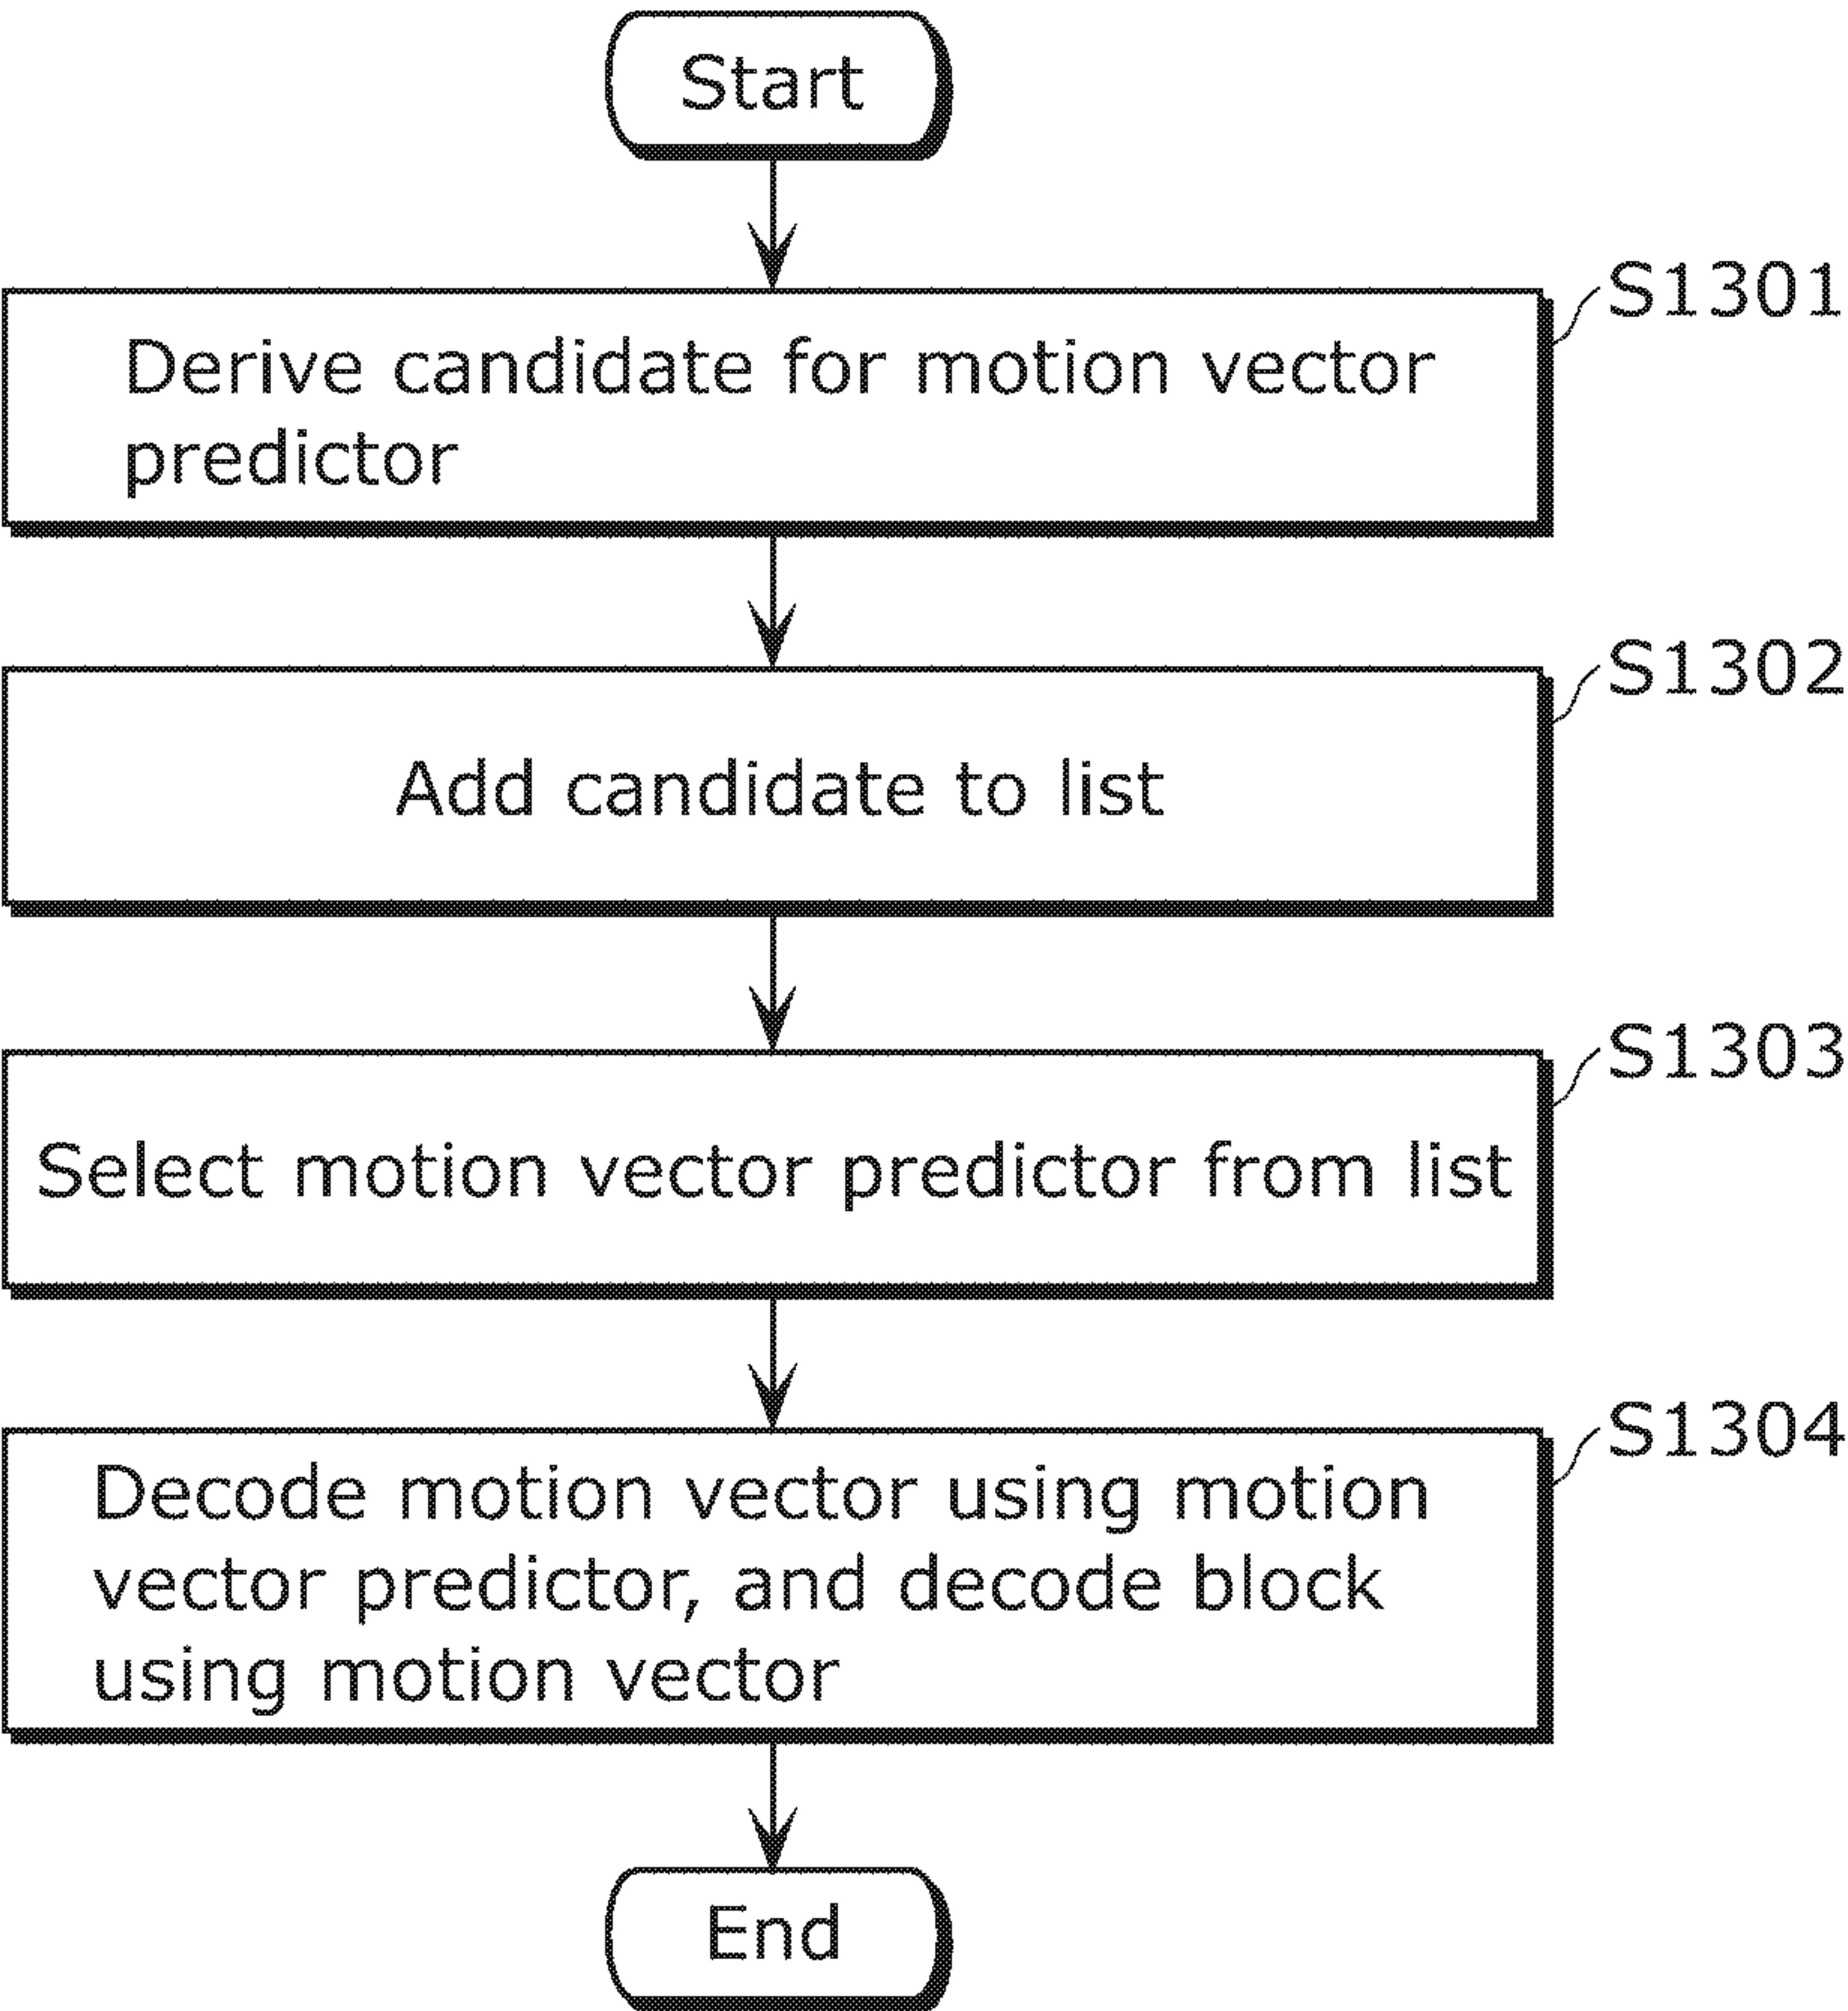 Start
S1301
Derive candidate for motion vector
predictor
S1302
Add candidate to list
S1303
Select motion vector predictor from list
S1304
Decode motion vector using motion
vector predictor, and decode block
using motion vector
End